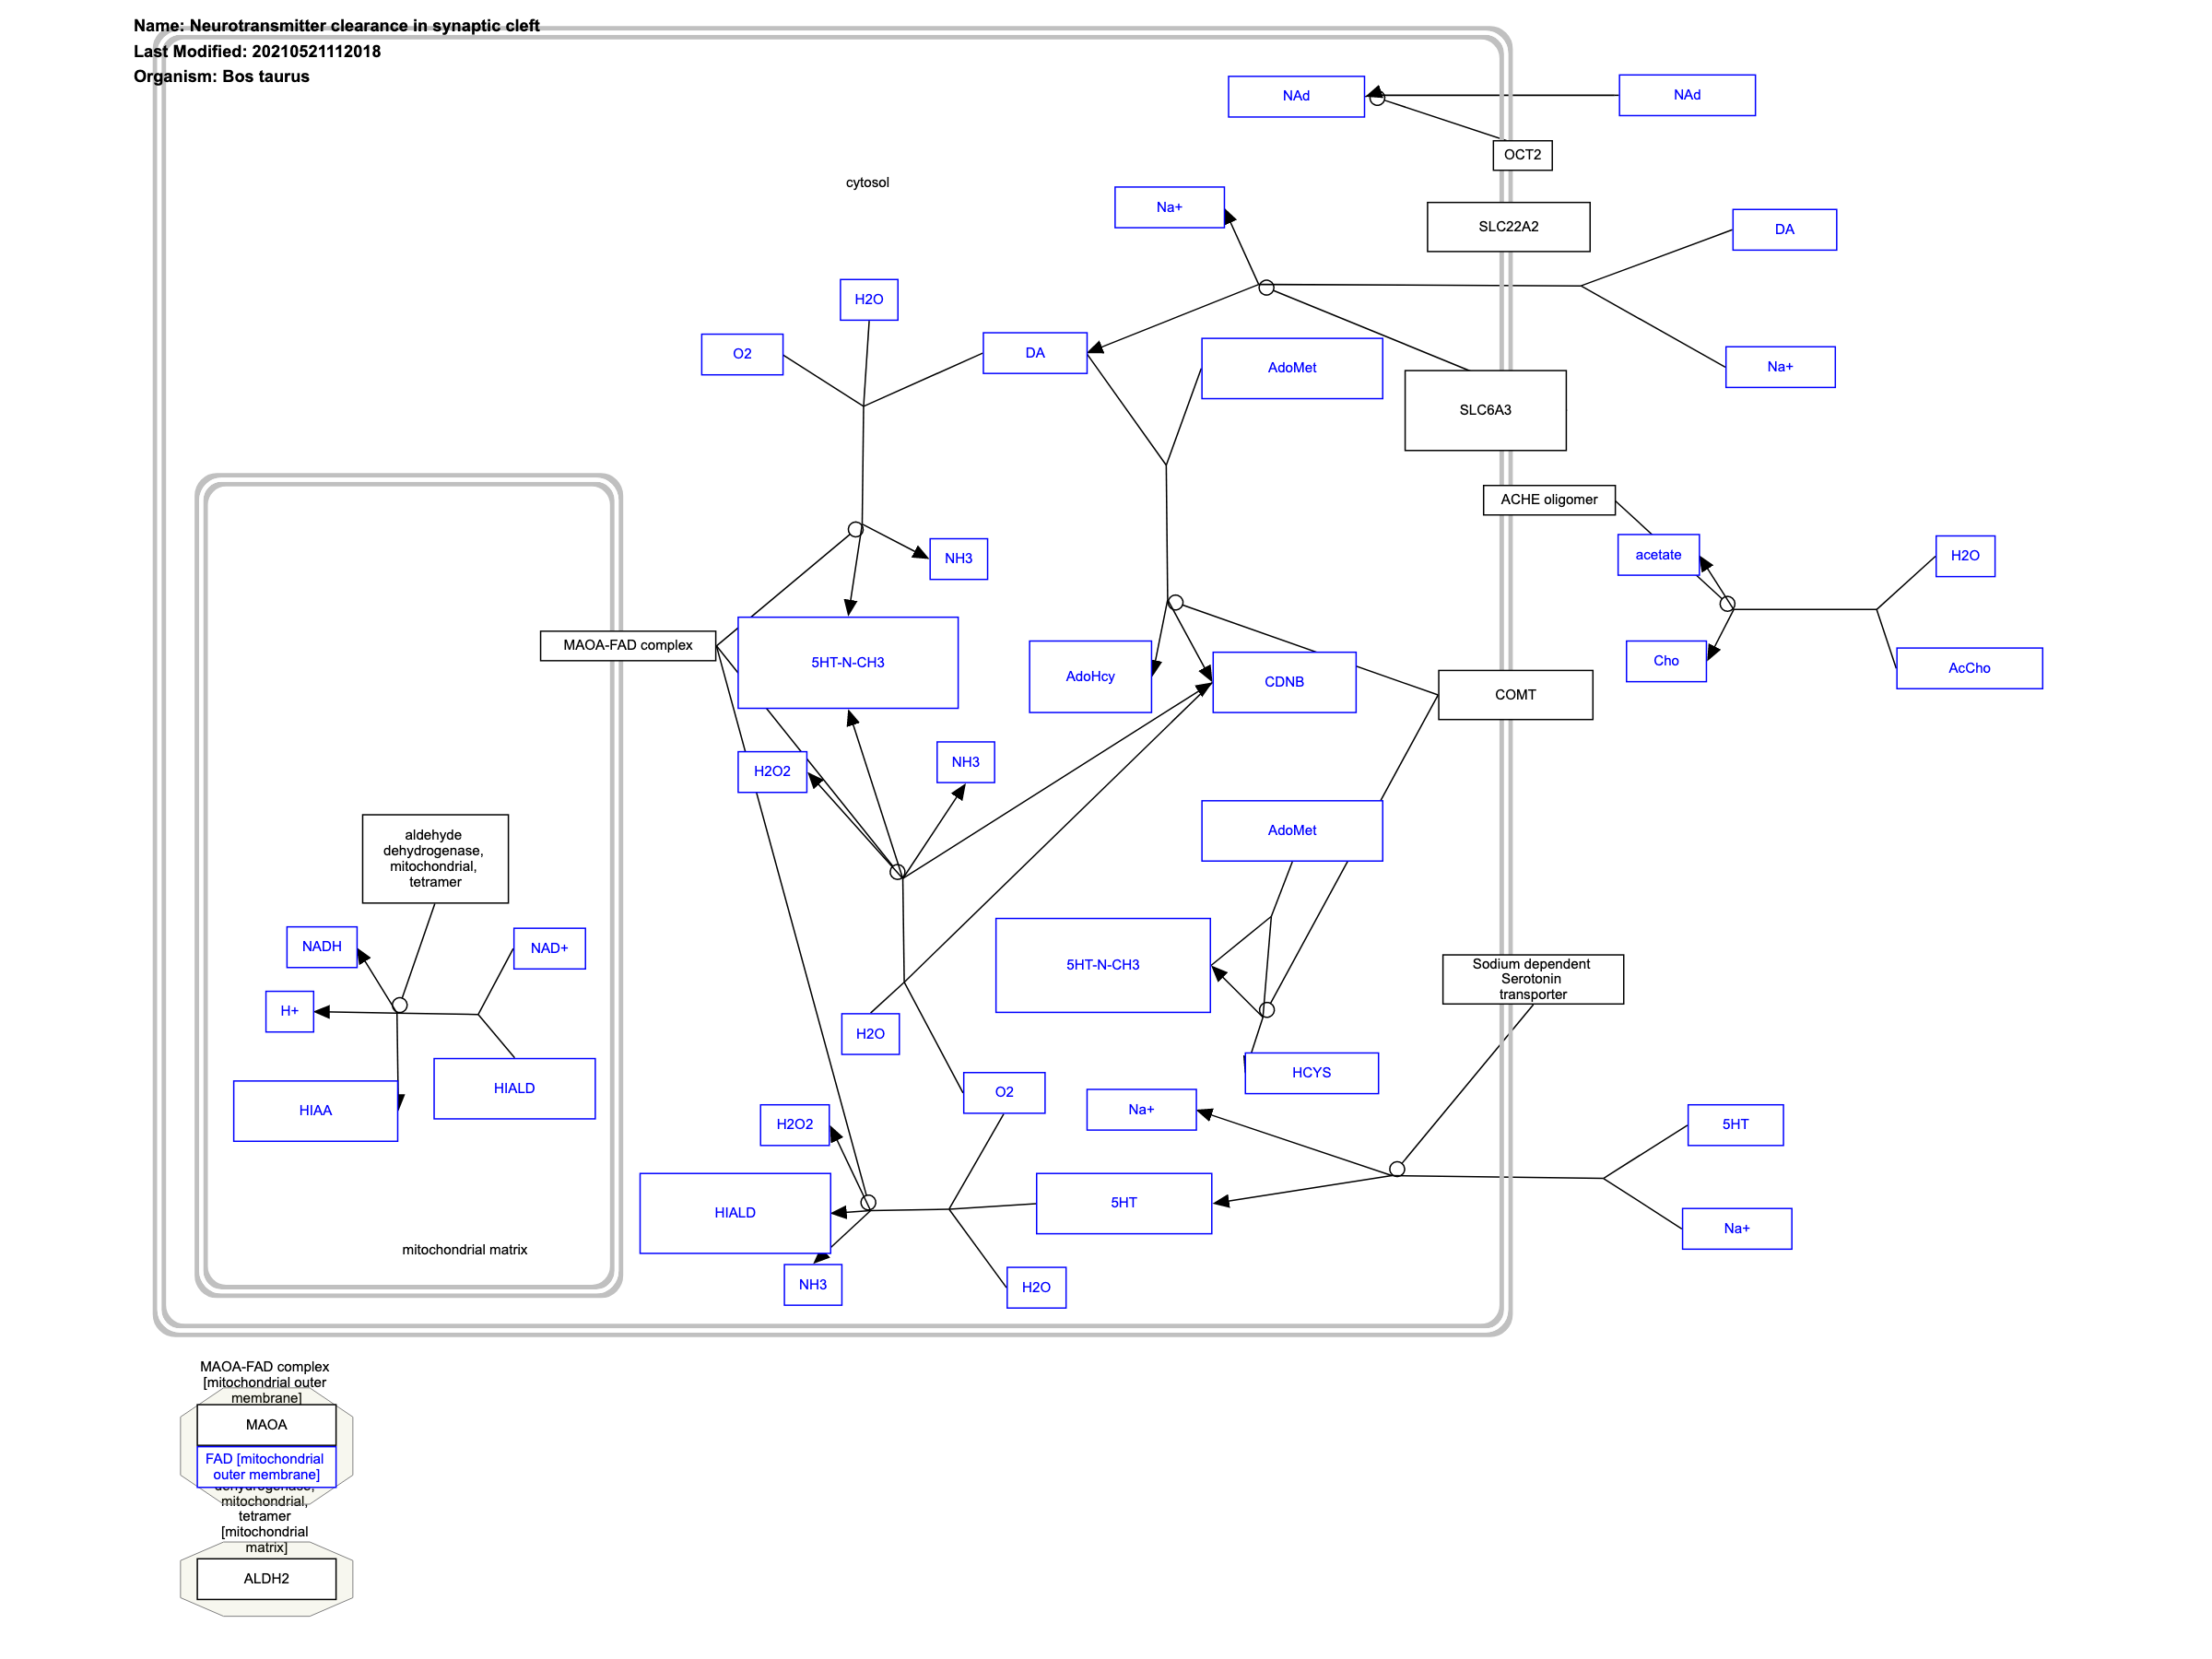 Name: Neurotransmitter clearance in synaptic cleft
Last Modified: 20210521112018
Organism: Bos taurus
NAd
NAd
OCT2
cytosol
Na+
SLC22A2
DA
H2O
O2
DA
AdoMet
Na+
SLC6A3
ACHE oligomer
NH3
acetate
H2O
MAOA-FAD complex
5HT-N-CH3
AdoHcy
CDNB
Cho
AcCho
COMT
H2O2
NH3
aldehyde
dehydrogenase,
mitochondrial,
tetramer
AdoMet
NADH
NAD+
5HT-N-CH3
Sodium dependent
Serotonin
transporter
H+
H2O
HIAA
HIALD
O2
HCYS
Na+
H2O2
5HT
HIALD
5HT
Na+
mitochondrial matrix
NH3
H2O
MAOA-FAD complex
[mitochondrial outer
membrane]
MAOA
FAD [mitochondrial
outer membrane]
dehydrogenase,
mitochondrial,
tetramer
[mitochondrial
matrix]
ALDH2